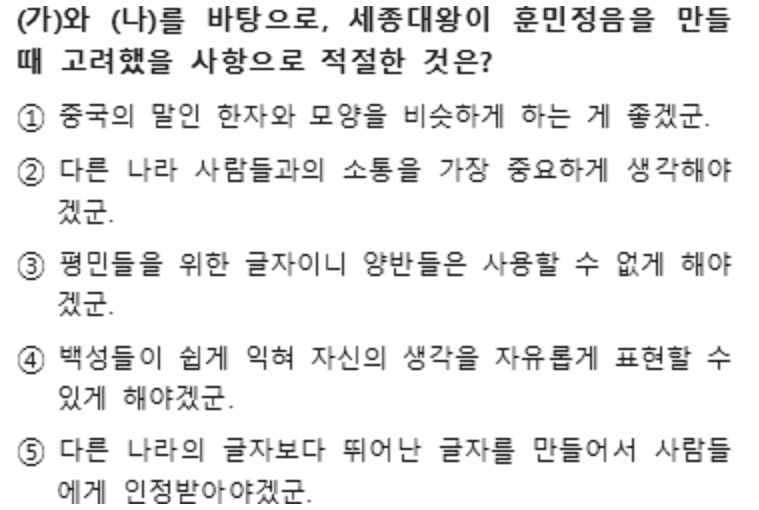 (가)와 (나)를 바탕으로, 세종대왕이 훈민정음을 만들
때 고려했을 사항으로 적절한 것은?
① 중국의 말인 한자와 모양을 비슷하게 하는 게 좋겠군.
② 다른 나라 사람들과의 소통을 가장 중요하게 생각해야
겠군.
③ 평민들을 위한 글자이니 양반들은 사용할 수 없게 해야
겠군.
④ 백성들이 쉽게 익혀 자신의 생각을 자유롭게 표현할 수
있게 해야겠군.
⑤ 다른 나라의 글자보다 뛰어난 글자를 만들어서 사람들
에게 인정받아야겠군.